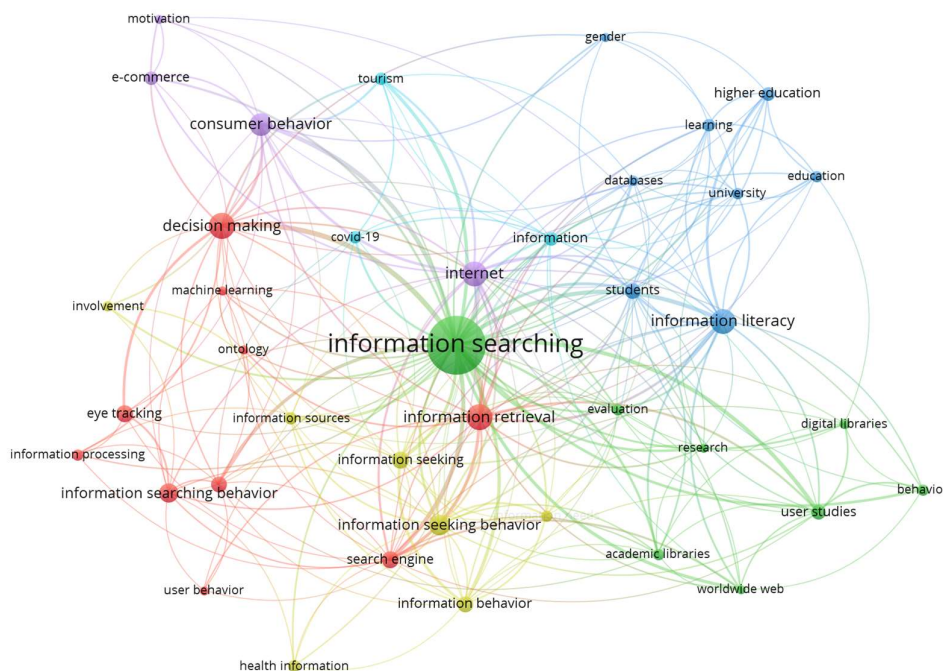 motivation
gender
e-commerce
tourism
higher education
consumer behavior
learning
databases
education
university
decision making
covid-19
information
internet
machine learning
students
involvement
information literacy
information searching
ontology
eye tracking
information sources
information retrieval
evaluation
digital libraries
research
information processing
information seeking
information searching behavior
behavio
information seeking behavior
user studies
search engine
academic libraries
user behavior
information behavior
worldwide web
health information